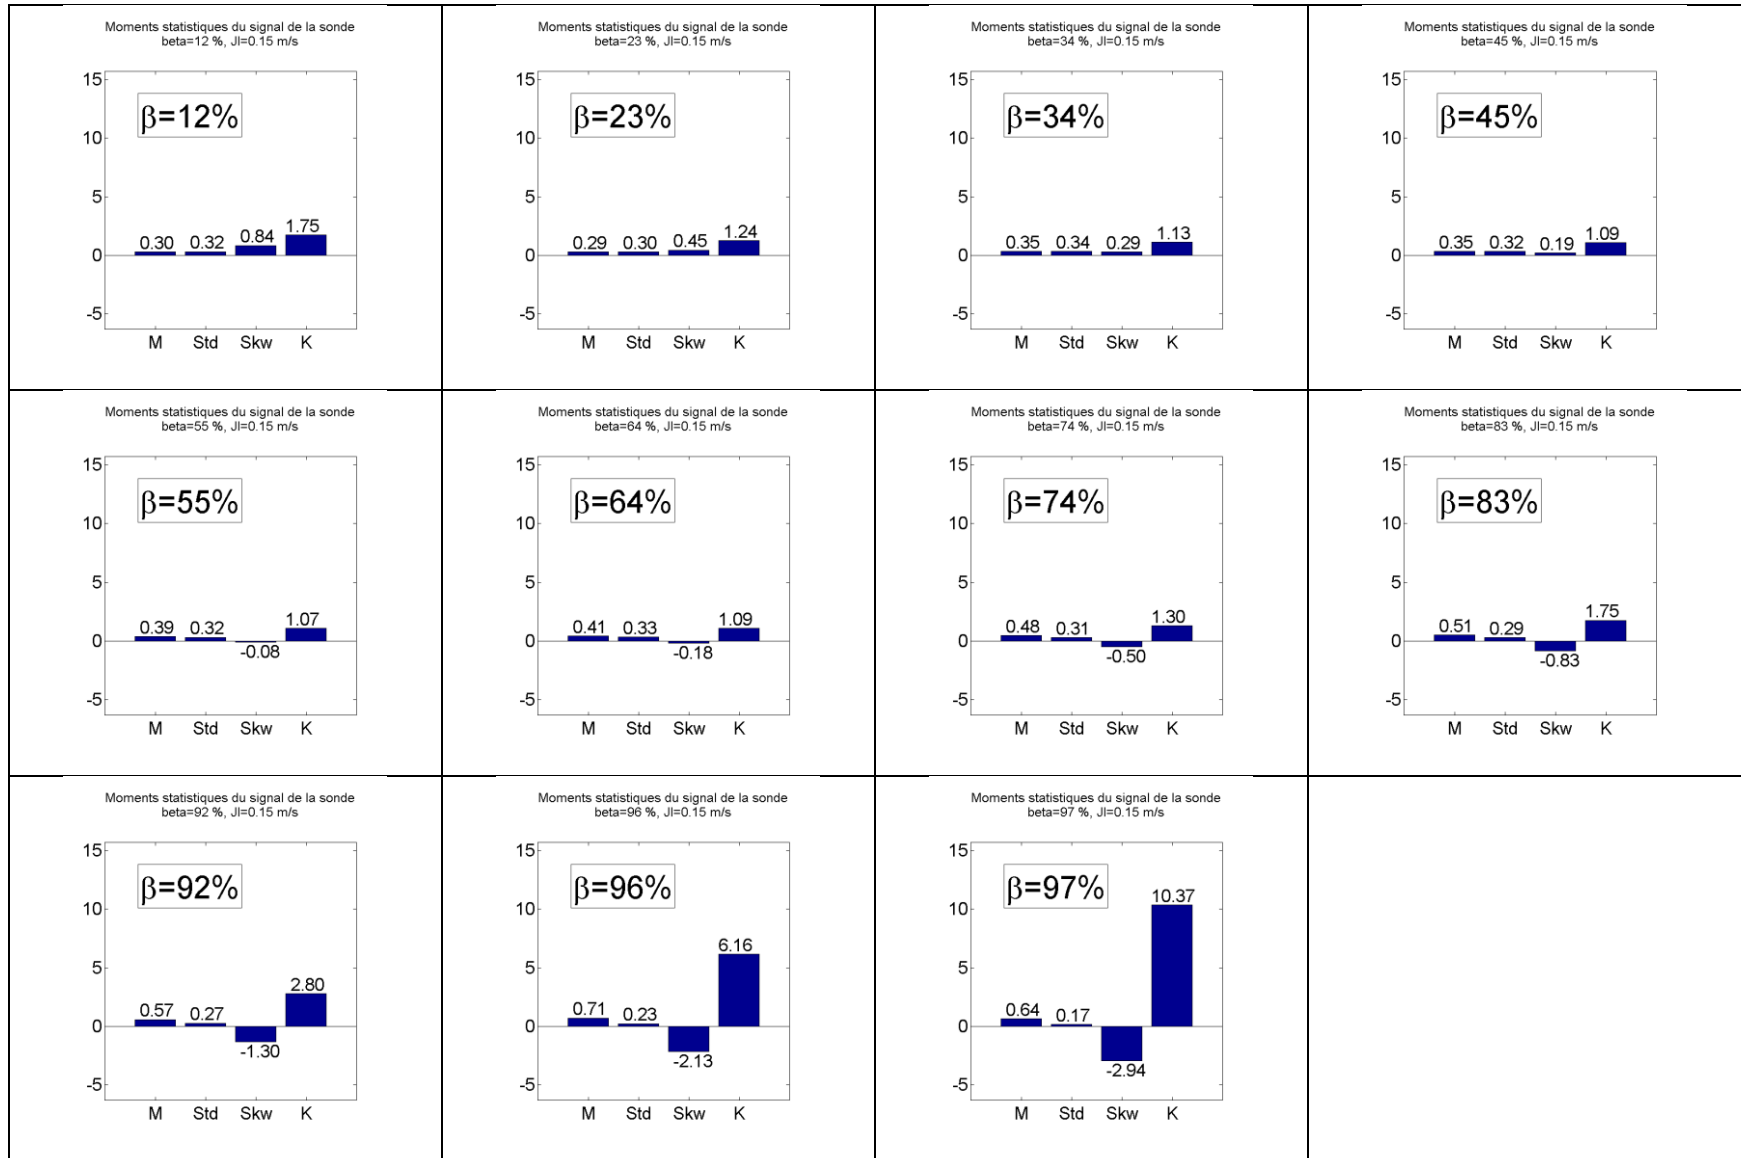 Moments statistiques du signal de la sonde
beta=12 %, Jl=0.15 m/s
15
10
5
0
-5
β=12%
0.30 0.32 0.84 1.75
M Std Skw K
Moments statistiques du signal de la sonde
beta=23 %, Jl=0.15 m/s
15
10
5
0
-5
β=23%
0.29 0.30 0.45 1.24
M Std Skw K
Moments statistiques du signal de la sonde
beta=34 %, Jl=0.15 m/s
15
10
5
0
-5
β=34%
0.35 0.34 0.29 1.13
M Std Skw K
Moments statistiques du signal de la sonde
beta=45 %, Jl=0.15 m/s
15
10
5
0
-5
β=45%
0.35 0.32 0.19 1.09
M Std Skw K
Moments statistiques du signal de la sonde
beta=55 %, Jl=0.15 m/s
15
10
5
0
-5
β=55%
0.39 0.32 -0.08 1.07
M Std Skw K
Moments statistiques du signal de la sonde
beta=64 %, Jl=0.15 m/s
15
10
5
0
-5
β=64%
0.41 0.33 -0.18 1.09
M Std Skw K
Moments statistiques du signal de la sonde
beta=74 %, Jl=0.15 m/s
15
10
5
0
-5
β=74%
0.48 0.31 -0.50 1.30
M Std Skw K
Moments statistiques du signal de la sonde
beta=83 %, Jl=0.15 m/s
15
10
5
0
-5
β=83%
0.51 0.29 -0.83 1.75
M Std Skw K
Moments statistiques du signal de la sonde
beta=92 %, Jl=0.15 m/s
15
10
5
0
-5
β=92%
0.57 0.27 -1.30 2.80
M Std Skw K
Moments statistiques du signal de la sonde
beta=96 %, Jl=0.15 m/s
15
10
5
0
-5
β=96%
0.71 0.23 -2.13 6.16
M Std Skw K
Moments statistiques du signal de la sonde
beta=97 %, Jl=0.15 m/s
15
10
5
0
-5
β=97%
0.64 0.17 -2.94 10.37
M Std Skw K